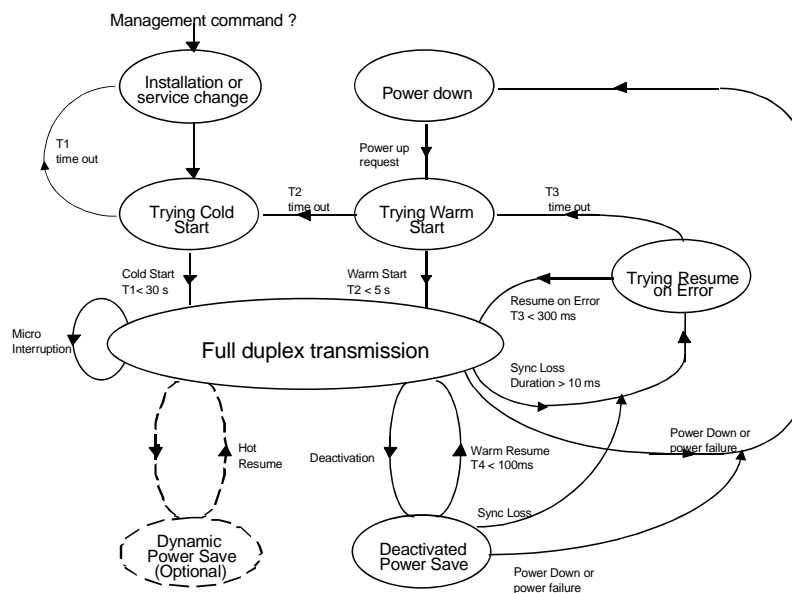 Management command ?
Installation or
service change
Power down
T1
time out
Power up
request
T2
time out
T3
time out
Trying Cold
Start
Trying Warm
Start
Trying Resume
on Error
Cold Start
T1< 30 s
Warm Start
T2 < 5 s
Resume on Error
T3 < 300 ms
Micro
Interruption
Full duplex transmission
Sync Loss
Duration > 10 ms
Hot
Resume
Deactivation
Warm Resume
T4 < 100ms
Power Down or
power failure
Sync Loss
Dynamic
Power Save
(Optional)
Deactivated
Power Save
Power Down or
power failure